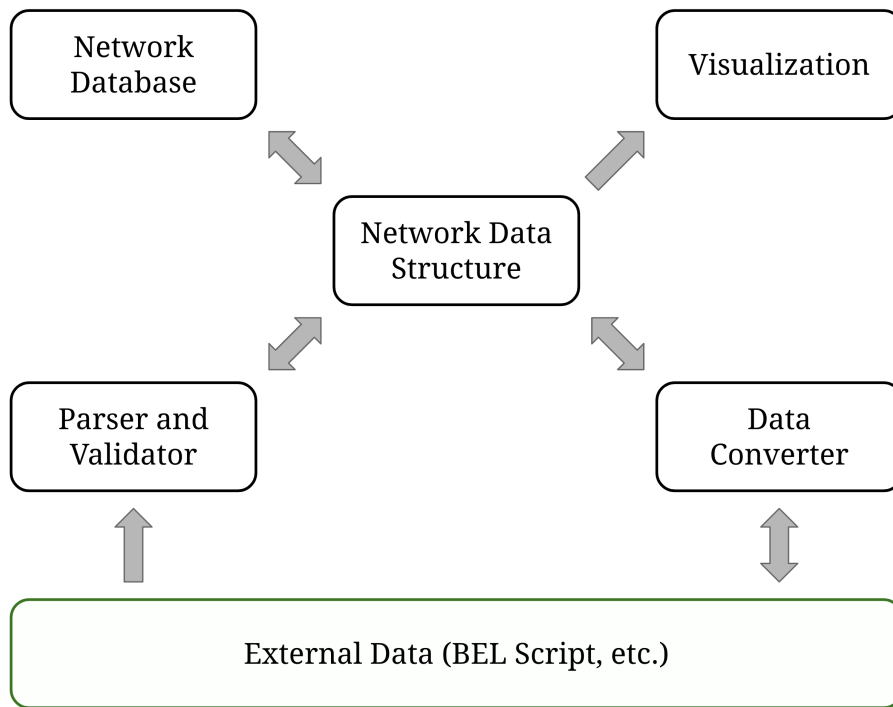 Network
Database
Visualization
Network Data
Structure
Parser and
Validator
Data
Converter
External Data (BEL Script, etc.)